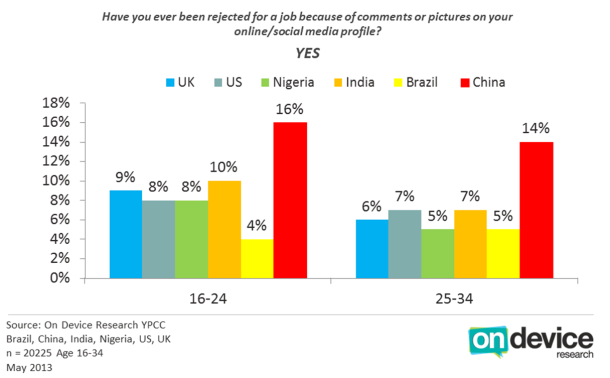 Have you ever been rejected for a job because of comments or pictures on your
online/social media profile?
YES
UK US Nigeria India Brazil China
18%
16%
14%
12%
10%
8%
6%
4%
2%
0%
9% 8% 8% 10% 4% 16%
6% 7% 5% 7% 5% 14%
16-24 25-34
Source: On Device Research YPCC
Brazil, China, India, Nigeria, US, UK
n = 20225 Age 16-34
May 2013
ondevice
research